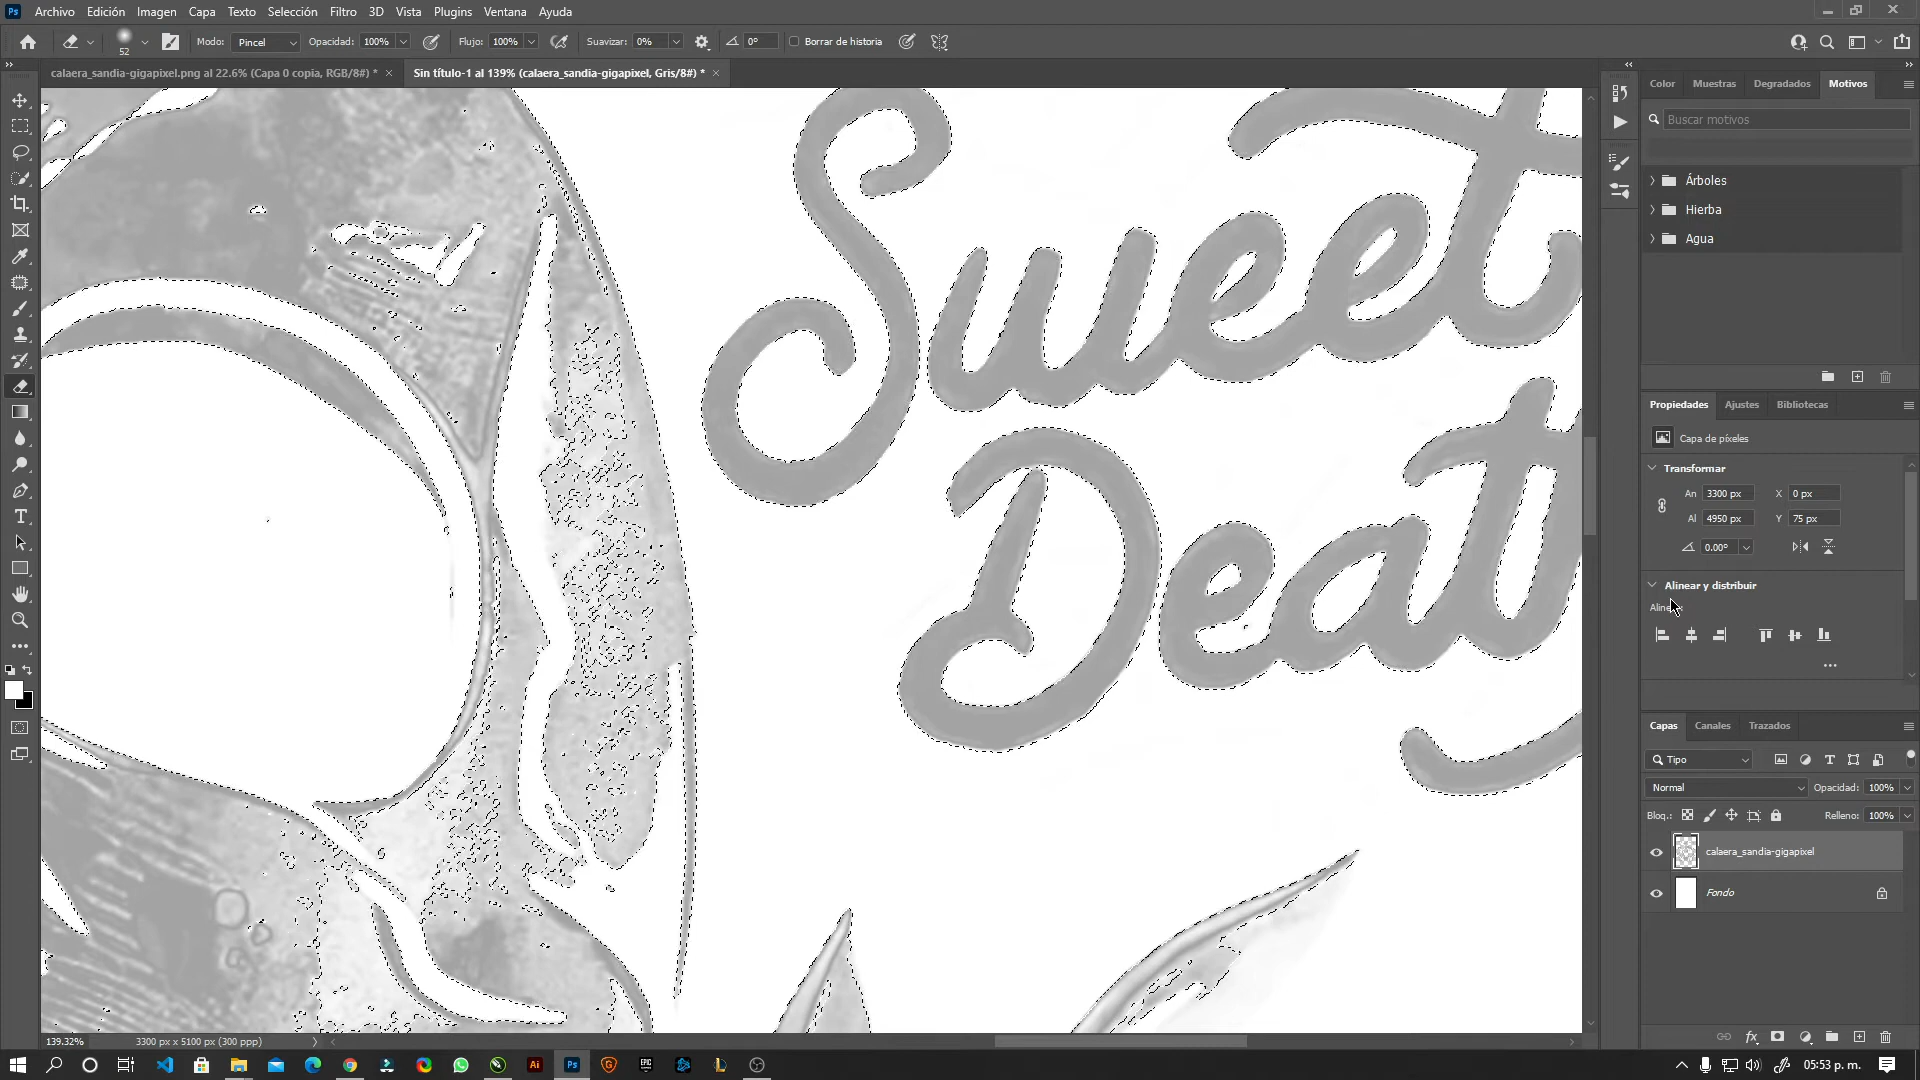 Archivo Edición Imagen Capa Texto Selección Filtro 3D Vista Plugins Ventana Ayuda
52 Modo: Pincel Opacidad: 100% Flujo: 100% Suavizar: 0% 0° Borrar de historia
calaera_sandia-gigapixel.png al 22.6% (Capa 0 copia, RGB/8#) * × Sin título-1 al 139% (calaera_sandia-gigapixel, Gris/8#) * ×
Color Muestras Degradados Motivos
Buscar motivos
Árboles
Hierba
Agua
Sweet
Deat
Propiedades Ajustes Bibliotecas
Capa de píxeles
Transformar
An 3300 px X 0 px
Al 4950 px Y 75 px
0.00°
Alinear y distribuir
Capas Canales Trazados
Tipo
Normal Opacidad: 100%
Bloq.: Relleno: 100%
calaera_sandia-gigapixel
Fondo
139.32% 3300 px x 5100 px (300 ppp)
05:53 p. m.